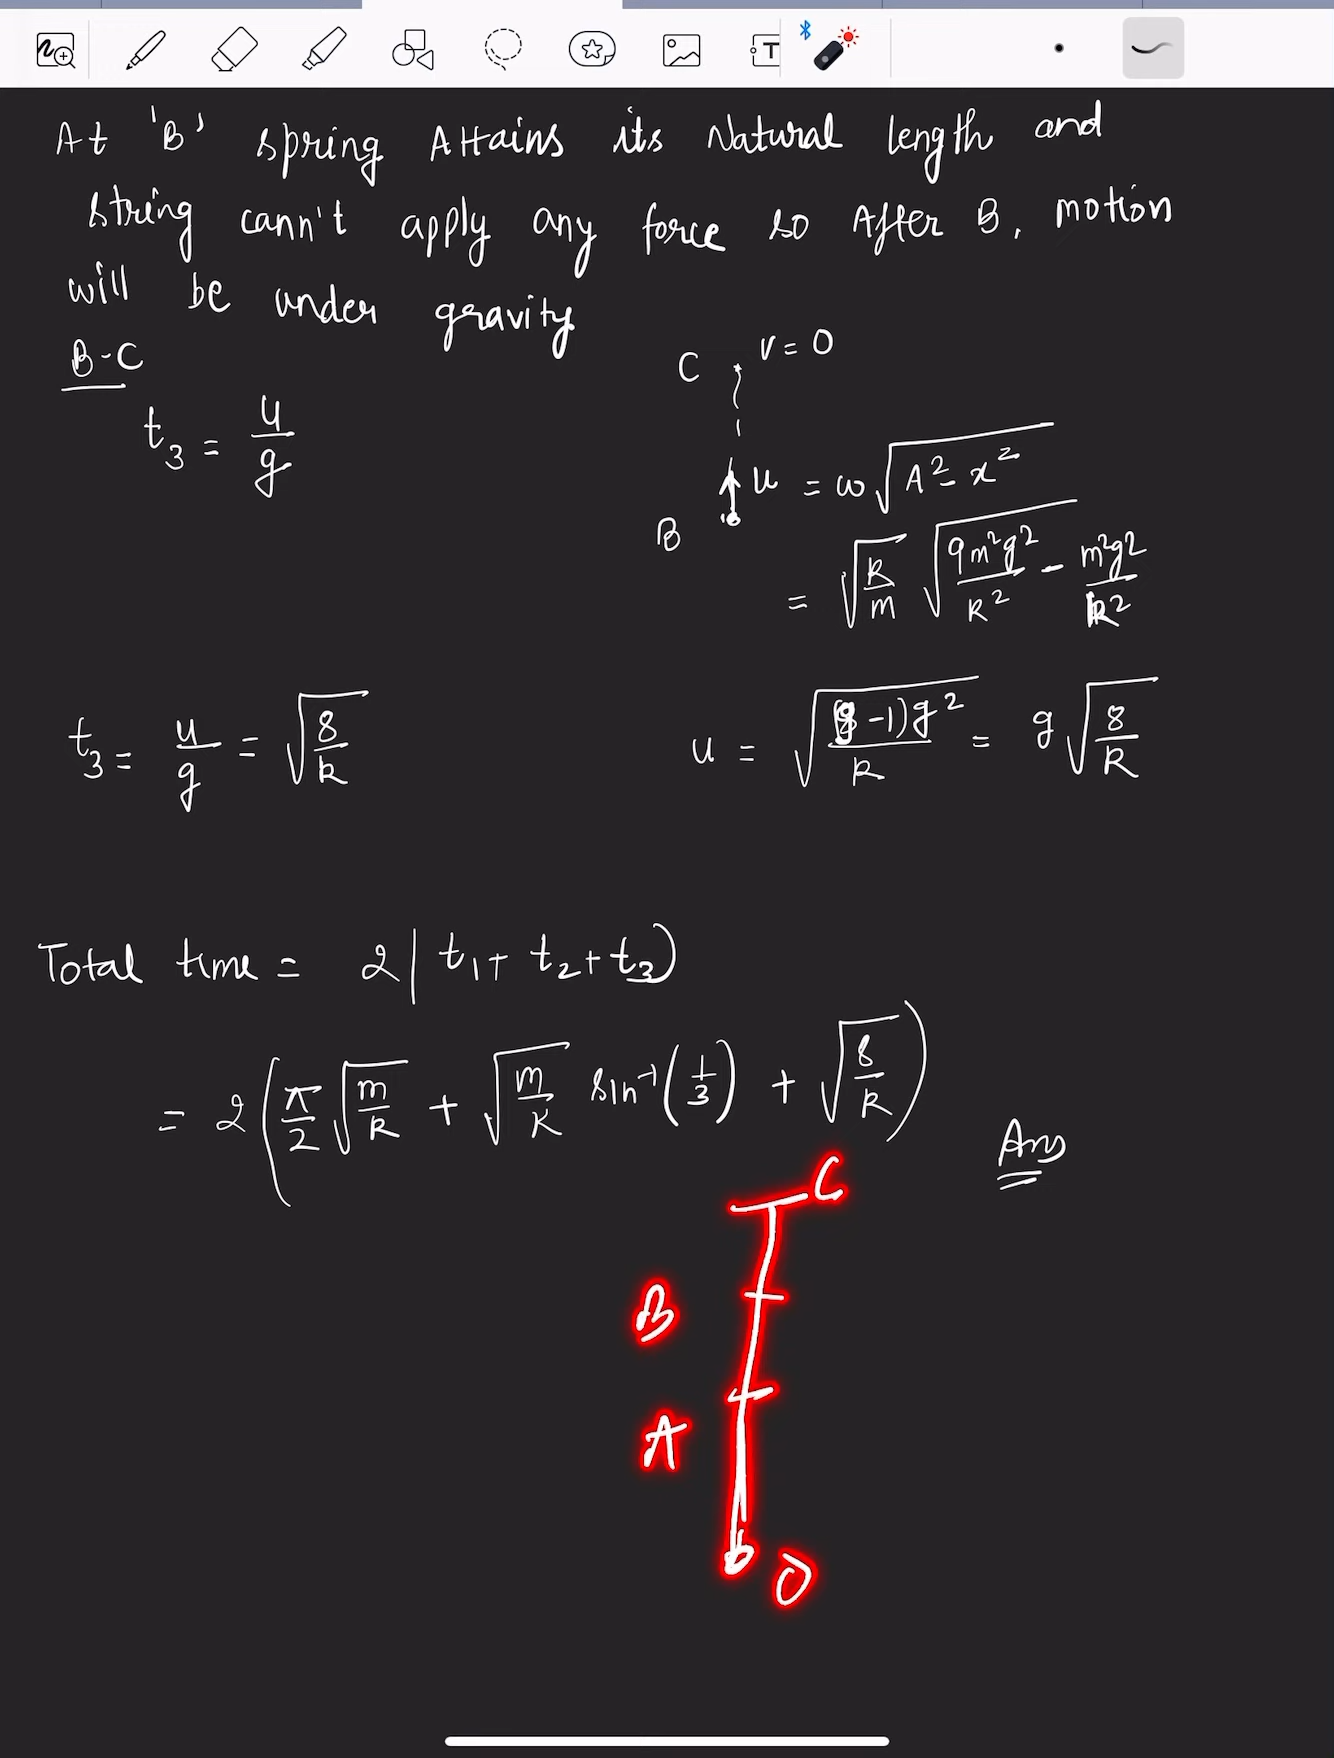 At 'B' spring Attains its Natural length and
string cann't apply any force so After B, motion
will be under gravity
B-C
C v = 0
t₃ = u/g
B u = ω√(A² - x²)
= √(k/m) √(9m²g²/k² - m²g²/k²)
t₃ = u/g = √(8/k)
u = √((9-1)g²/k) = g√(8/k)
Total time = 2(t₁ + t₂ + t₃)
= 2(π/2 √(m/k) + √(m/k) sin⁻¹(1/3) + √(8/k))
Ans
C
B
A
O